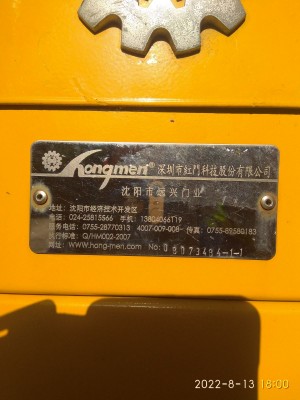 Hongmen® 深圳市红门科技股份有限公司
沈阳市远兴门业
地址: 沈阳市经济技术开发区
电话: 024-25815566 手机: 13804066119
服务电话: 0755-28770313 4007-009-008 传真: 0755-89580183
执行标准: Q/HM002-2007
网址: www.hong-men.com No: 0B073494-1-1
2022-8-13 18:00